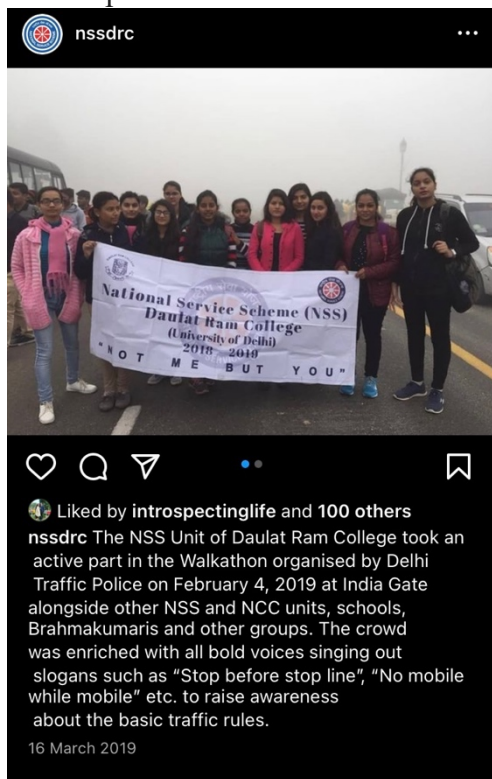 nssdrc
National Service Scheme (NSS)
Daulat Ram College
(University of Delhi)
2018 2019
"NOT ME BUT YOU"
Liked by introspectinglife and 100 others
nssdrc The NSS Unit of Daulat Ram College took an
active part in the Walkathon organised by Delhi
Traffic Police on February 4, 2019 at India Gate
alongside other NSS and NCC units, schools,
Brahmakumaris and other groups. The crowd
was enriched with all bold voices singing out
slogans such as “Stop before stop line”, “No mobile
while mobile” etc. to raise awareness
about the basic traffic rules.
16 March 2019